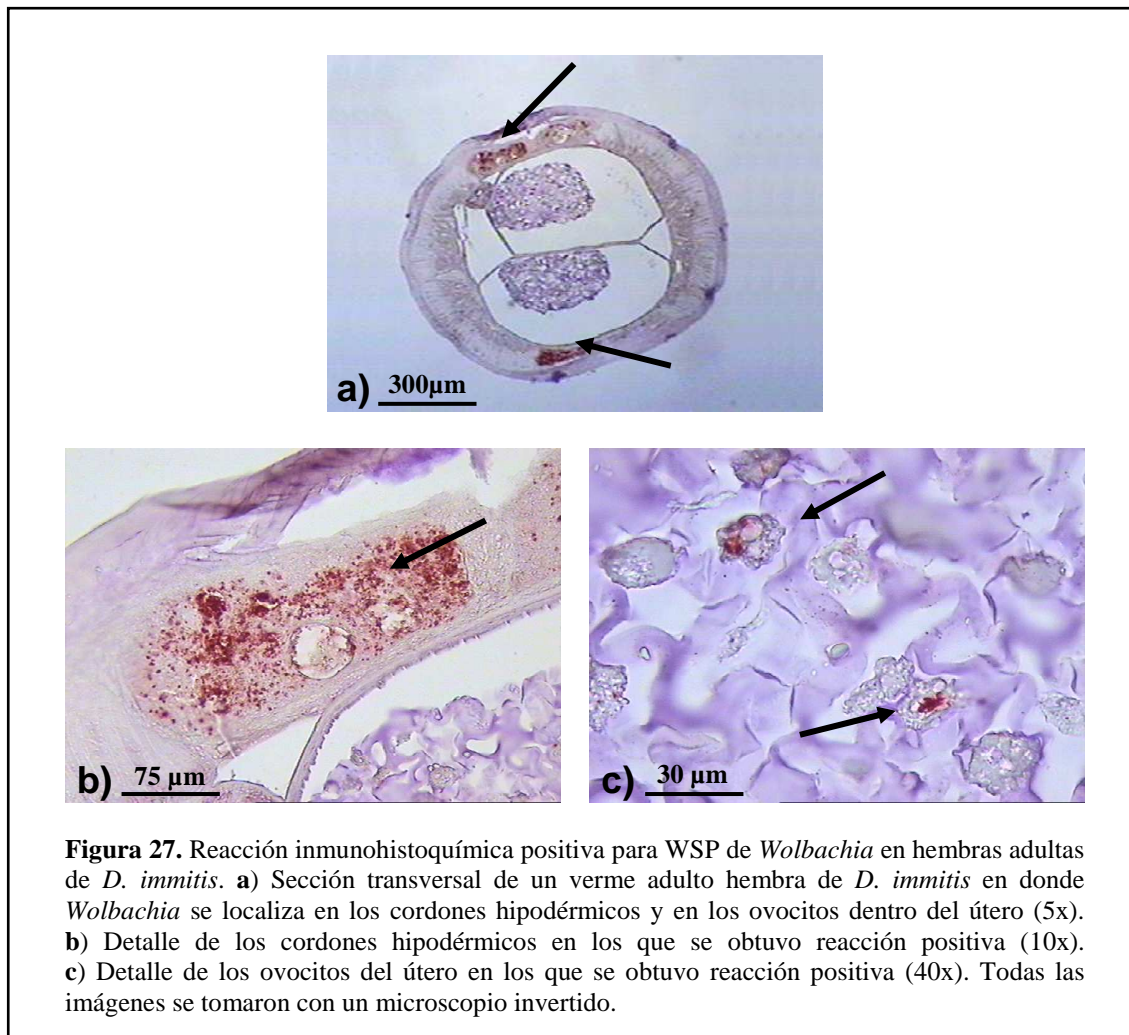 a) 300µm
b) 75 µm
c) 30 µm
Figura 27. Reacción inmunohistoquímica positiva para WSP de Wolbachia en hembras adultas
de D. immitis. a) Sección transversal de un verme adulto hembra de D. immitis en donde
Wolbachia se localiza en los cordones hipodérmicos y en los ovocitos dentro del útero (5x).
b) Detalle de los cordones hipodérmicos en los que se obtuvo reacción positiva (10x).
c) Detalle de los ovocitos del útero en los que se obtuvo reacción positiva (40x). Todas las
imágenes se tomaron con un microscopio invertido.